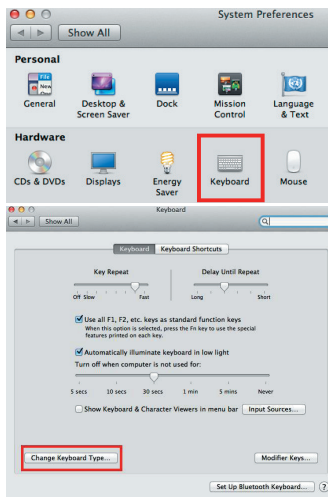 System Preferences
Show All
Personal
File
New
General
Desktop &
Screen Saver
Dock
Mission
Control
Language
& Text
Hardware
CDs & DVDs
Displays
Energy
Saver
Keyboard
Mouse
Keyboard
Show All
Keyboard Keyboard Shortcuts
Key Repeat Delay Until Repeat
Off Slow Fast Long Short
Use all F1, F2, etc. keys as standard function keys
When this option is selected, press the Fn key to use the special
features printed on each key.
Automatically illuminate keyboard in low light
Turn off when computer is not used for:
5 secs 10 secs 30 secs 1 min 5 mins Never
Show Keyboard & Character Viewers in menu bar Input Sources...
Change Keyboard Type... Modifier Keys...
Set Up Bluetooth Keyboard... ?